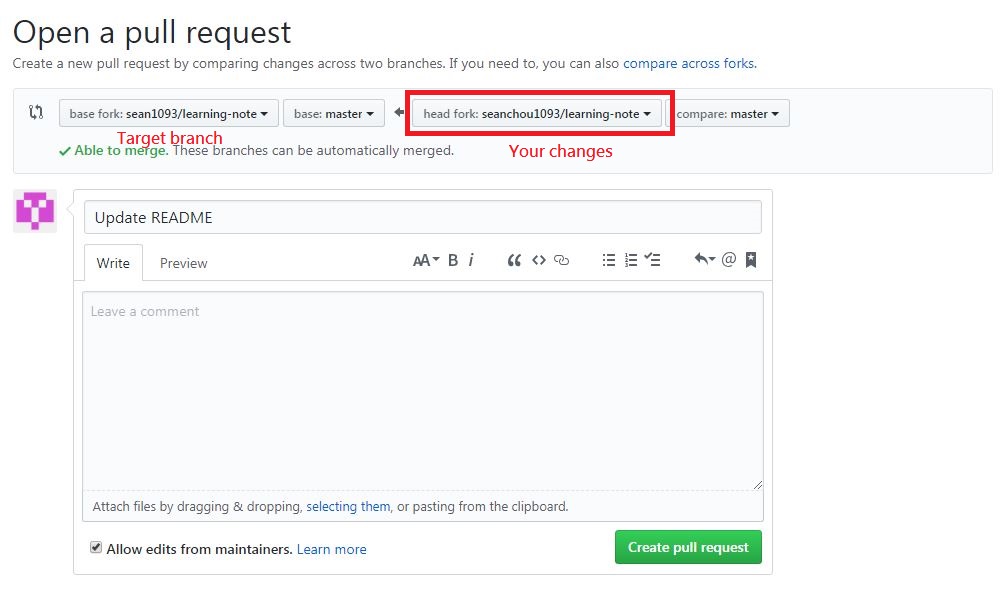 Open a pull request
Create a new pull request by comparing changes across two branches. If you need to, you can also compare across forks.
base fork: sean1093/learning-note base: master head fork: seanchou1093/learning-note compare: master
Target branch
Able to merge. These branches can be automatically merged.
Your changes
Update README
Write Preview AA B i @
Leave a comment
Attach files by dragging & dropping, selecting them, or pasting from the clipboard.
Allow edits from maintainers. Learn more Create pull request